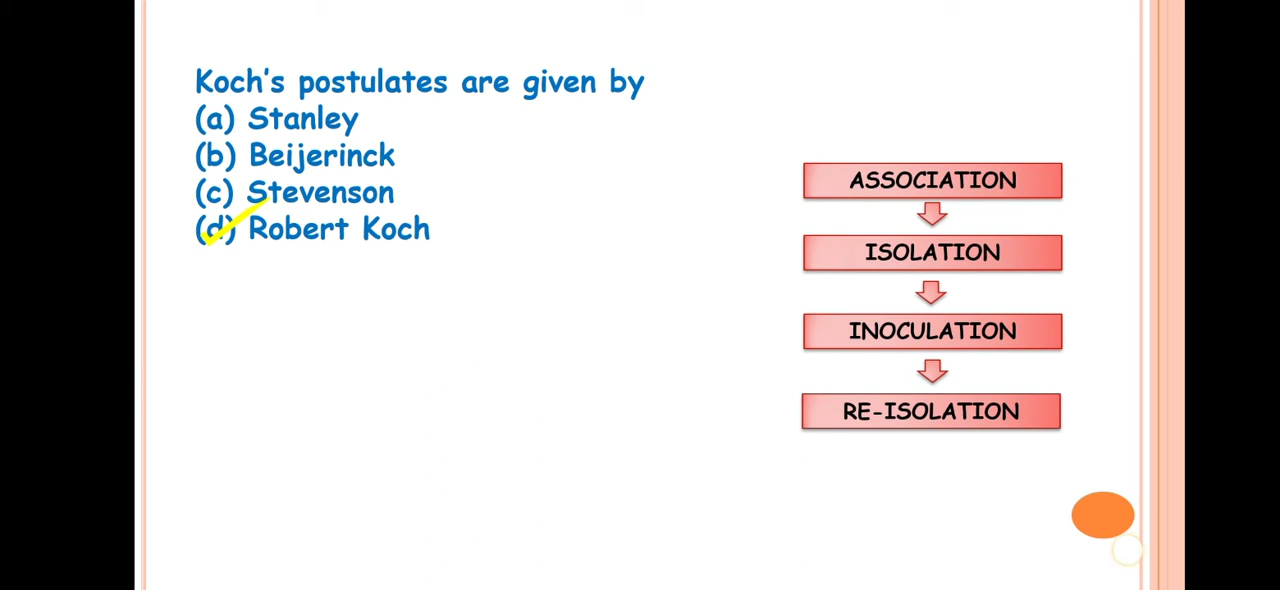 Koch's postulates are given by
(a) Stanley
(b) Beijerinck
(c) Stevenson
(d) Robert Koch
ASSOCIATION
ISOLATION
INOCULATION
RE-ISOLATION